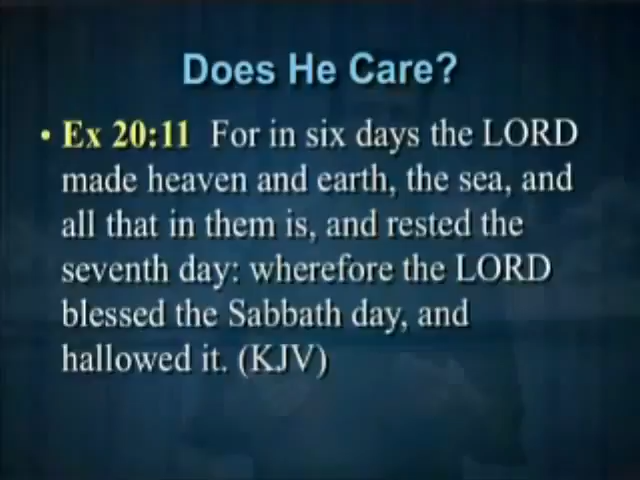 Does He Care?
• Ex 20:11 For in six days the LORD
made heaven and earth, the sea, and
all that in them is, and rested the
seventh day: wherefore the LORD
blessed the Sabbath day, and
hallowed it. (KJV)